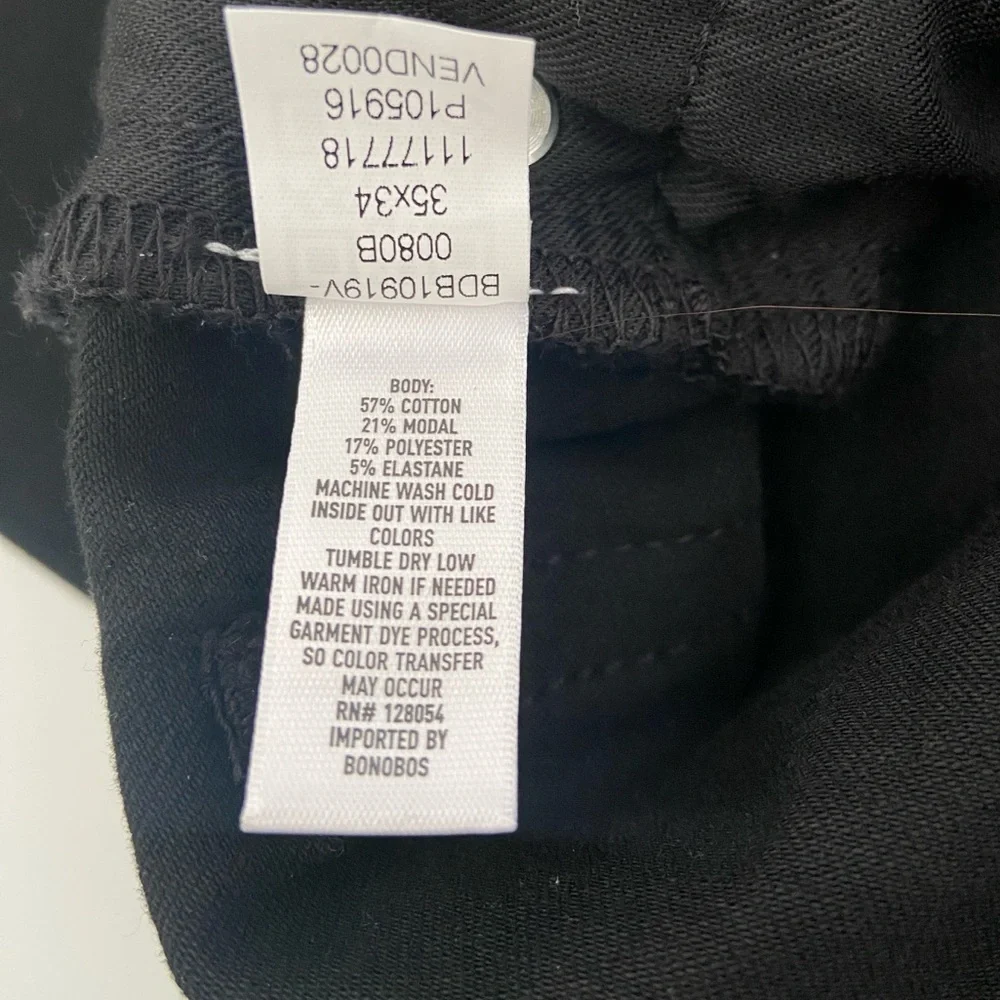 BDB10919V-
0080B
35x34
11177718
P105916
VEND0028
BODY:
57% COTTON
21% MODAL
17% POLYESTER
5% ELASTANE
MACHINE WASH COLD
INSIDE OUT WITH LIKE
COLORS
TUMBLE DRY LOW
WARM IRON IF NEEDED
MADE USING A SPECIAL
GARMENT DYE PROCESS,
SO COLOR TRANSFER
MAY OCCUR
RN# 128054
IMPORTED BY
BONOBOS